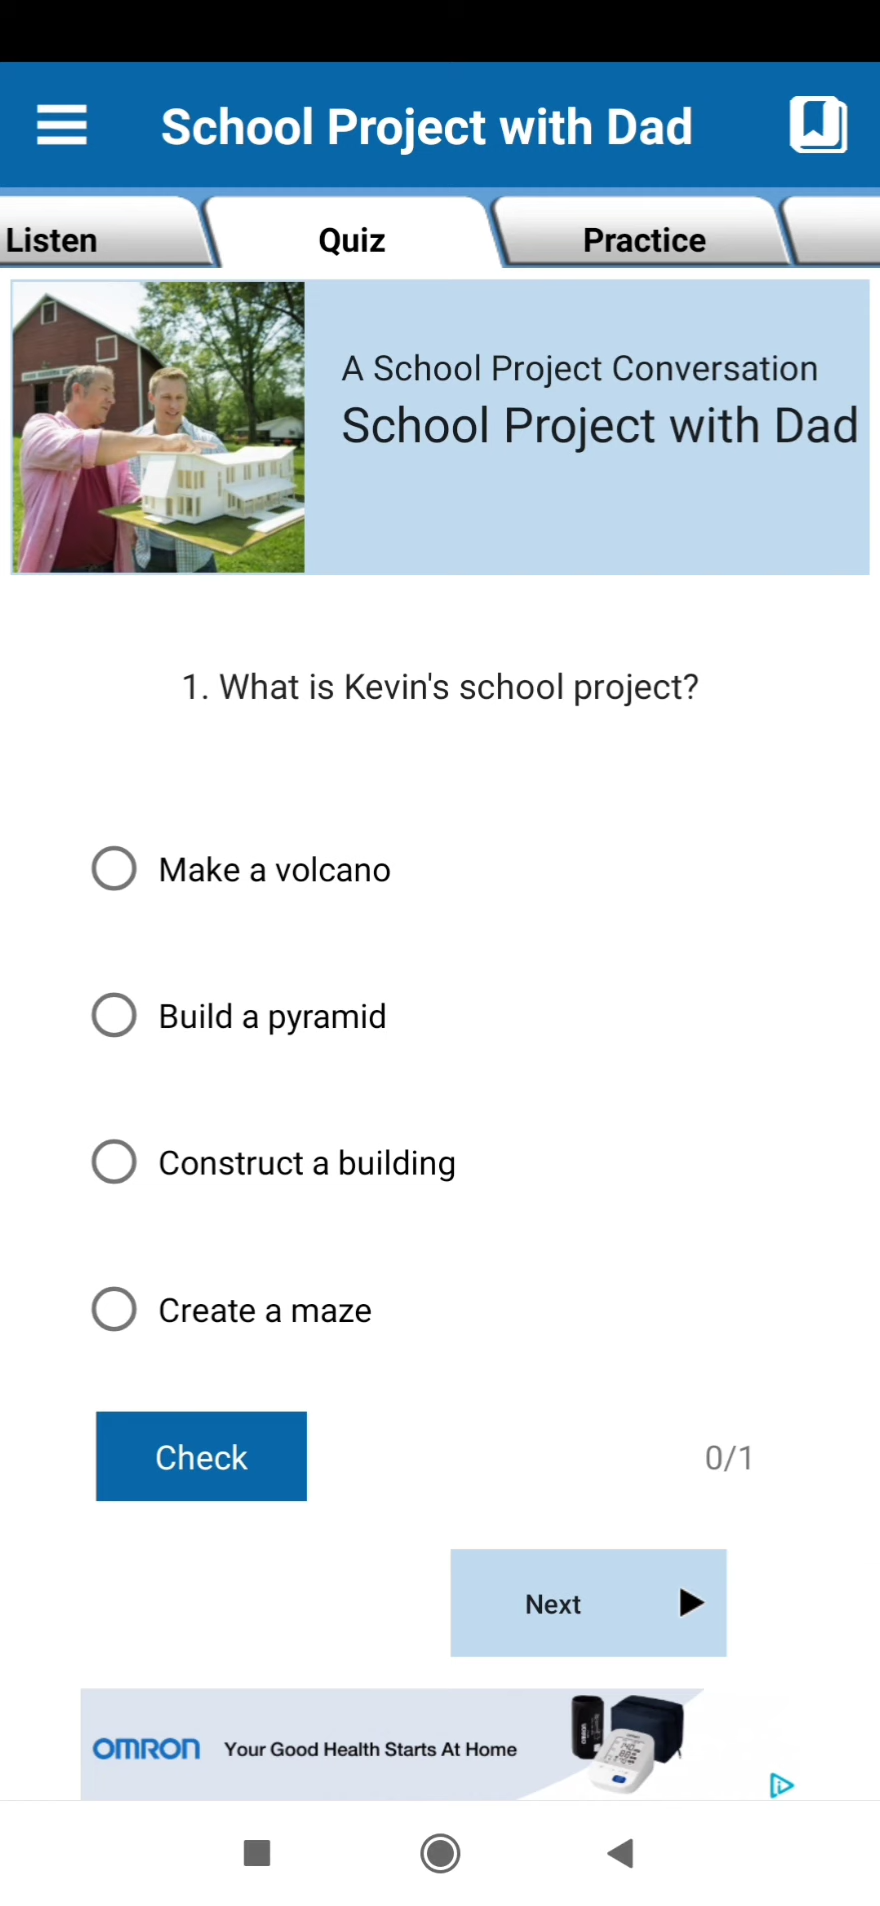 School Project with Dad
Listen
Quiz
Practice
A School Project Conversation
School Project with Dad
1. What is Kevin's school project?
Make a volcano
Build a pyramid
Construct a building
Create a maze
Check
0/1
Next
OMRON Your Good Health Starts At Home